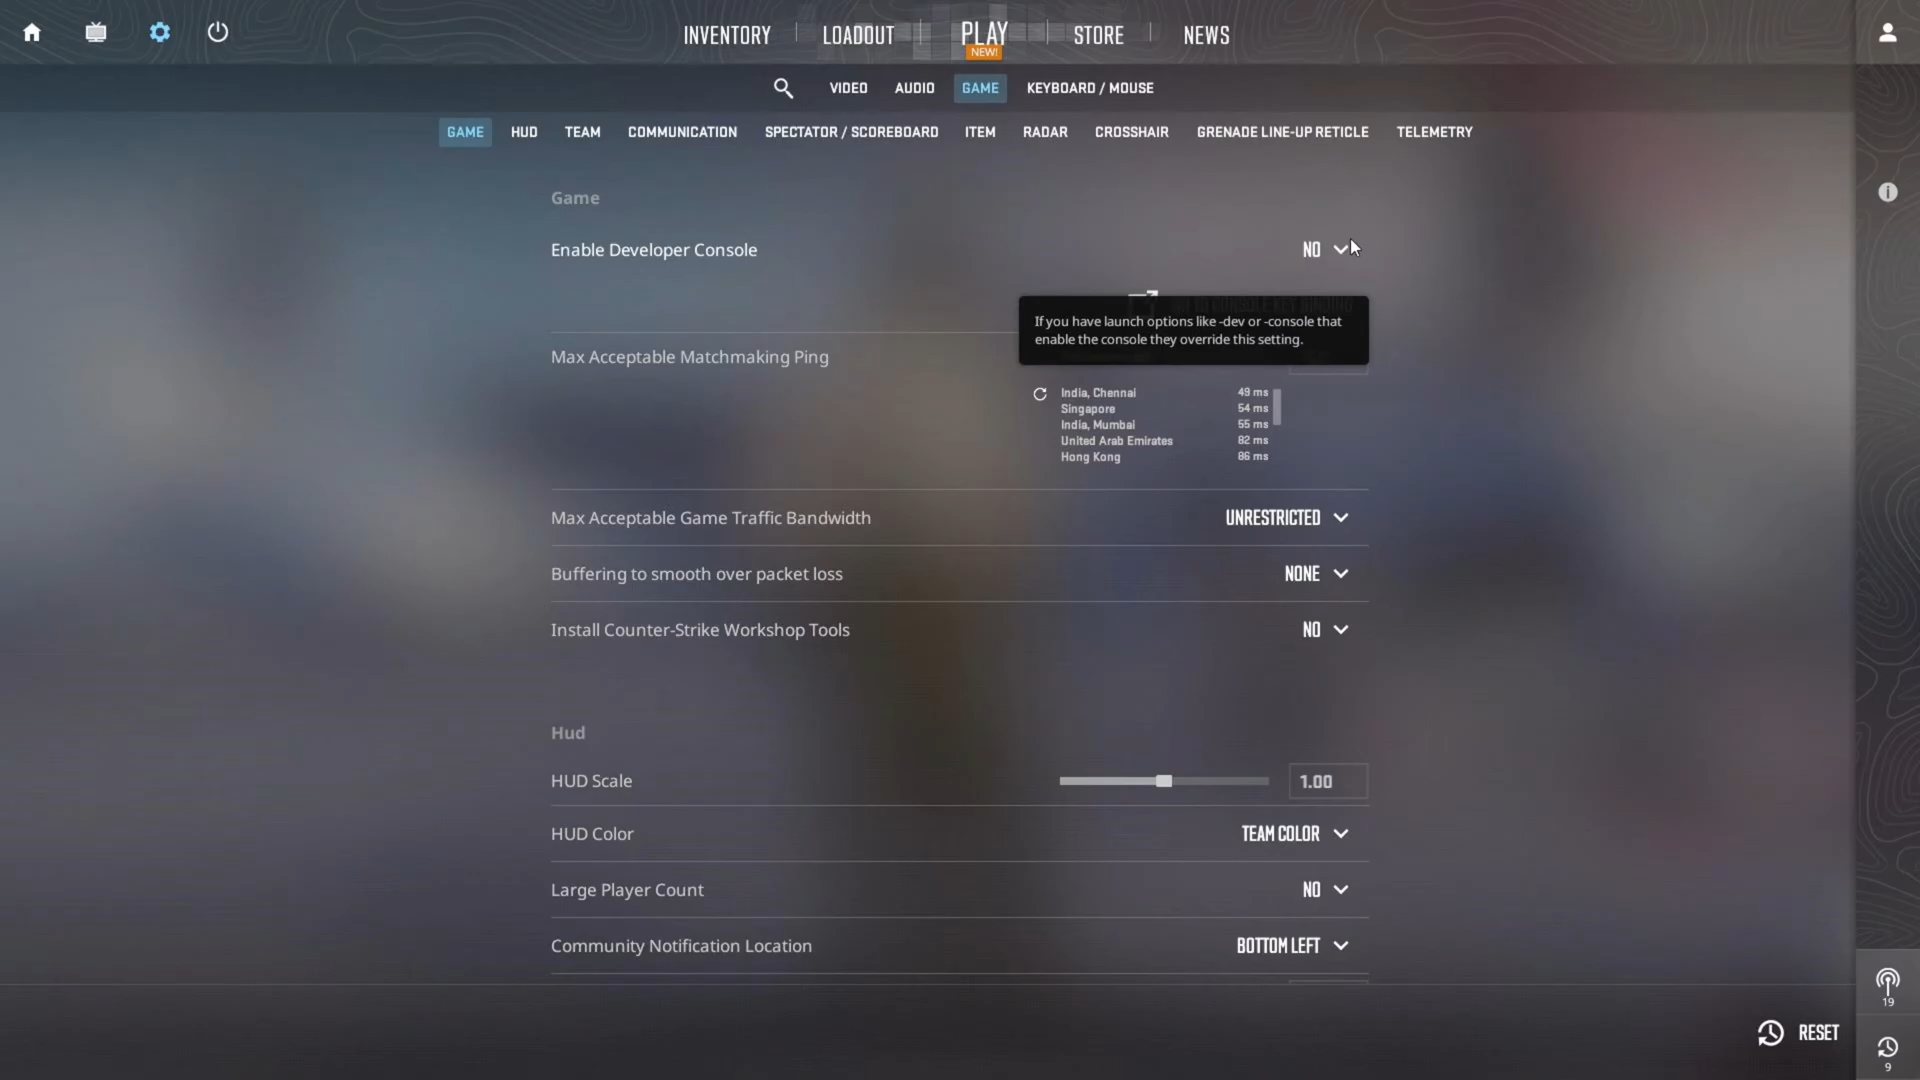 INVENTORY
LOADOUT
PLAY
NEW!
STORE
NEWS
VIDEO
AUDIO
GAME
KEYBOARD / MOUSE
GAME
HUD
TEAM
COMMUNICATION
SPECTATOR / SCOREBOARD
ITEM
RADAR
CROSSHAIR
GRENADE LINE-UP RETICLE
TELEMETRY
Game
Enable Developer Console
NO
If you have launch options like -dev or -console that
enable the console they override this setting.
Max Acceptable Matchmaking Ping
India, Chennai 49 ms
Singapore 54 ms
India, Mumbai 55 ms
United Arab Emirates 82 ms
Hong Kong 86 ms
Max Acceptable Game Traffic Bandwidth
UNRESTRICTED
Buffering to smooth over packet loss
NONE
Install Counter-Strike Workshop Tools
NO
Hud
HUD Scale
1.00
HUD Color
TEAM COLOR
Large Player Count
NO
Community Notification Location
BOTTOM LEFT
19
RESET
9